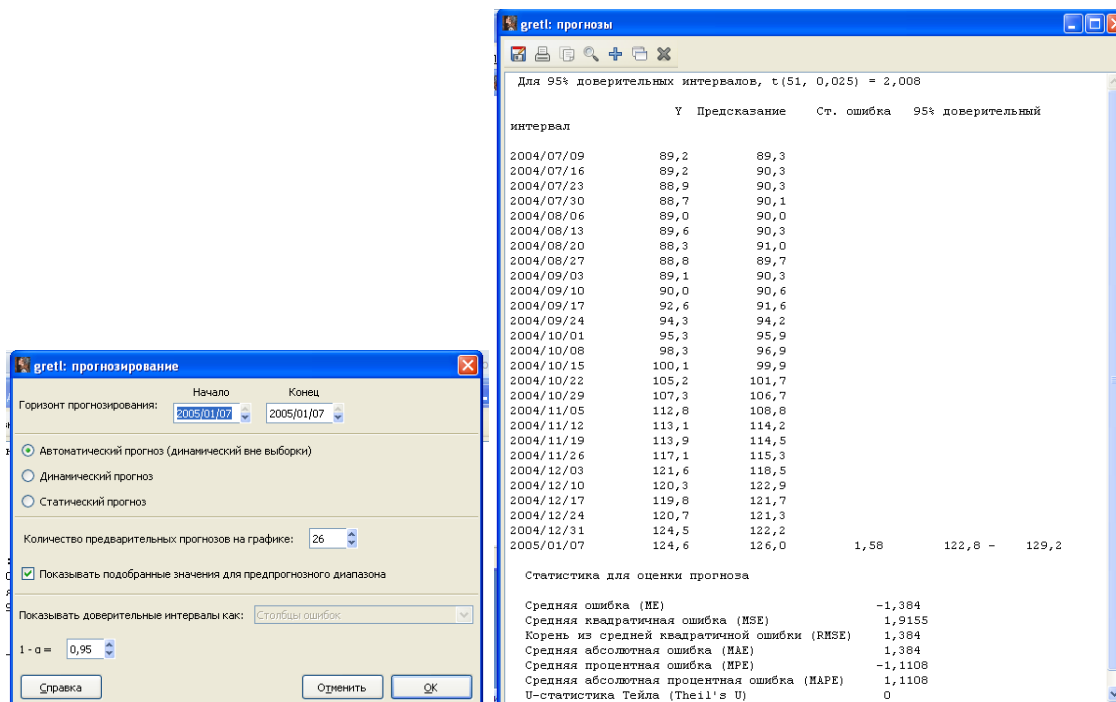 gretl: прогнозирование
Начало Конец
Горизонт прогнозирования: 2005/01/07 2005/01/07
Автоматический прогноз (динамический вне выборки)
Динамический прогноз
Статический прогноз
Количество предварительных прогнозов на графике: 26
Показывать подобранные значения для предпрогнозного диапазона
Показывать доверительные интервалы как: Столбцы ошибок
1 - α = 0,95
Справка Отменить OK
gretl: прогнозы
Для 95% доверительных интервалов, t(51, 0,025) = 2,008
Y Предсказание Ст. ошибка 95% доверительный
интервал
2004/07/09 89,2 89,3
2004/07/16 89,2 90,3
2004/07/23 88,9 90,3
2004/07/30 88,7 90,1
2004/08/06 89,0 90,0
2004/08/13 89,6 90,3
2004/08/20 88,3 91,0
2004/08/27 88,8 89,7
2004/09/03 89,1 90,3
2004/09/10 90,0 90,6
2004/09/17 92,6 91,6
2004/09/24 94,3 94,2
2004/10/01 95,3 95,9
2004/10/08 98,3 96,9
2004/10/15 100,1 99,9
2004/10/22 105,2 101,7
2004/10/29 107,3 106,7
2004/11/05 112,8 108,8
2004/11/12 113,1 114,2
2004/11/19 113,9 114,5
2004/11/26 117,1 115,3
2004/12/03 121,6 118,5
2004/12/10 120,3 122,9
2004/12/17 119,8 121,7
2004/12/24 120,7 121,3
2004/12/31 124,5 122,2
2005/01/07 124,6 126,0 1,58 122,8 - 129,2
Статистика для оценки прогноза
Средняя ошибка (ME) -1,384
Средняя квадратичная ошибка (MSE) 1,9155
Корень из средней квадратичной ошибки (RMSE) 1,384
Средняя абсолютная ошибка (MAE) 1,384
Средняя процентная ошибка (MPE) -1,1108
Средняя абсолютная процентная ошибка (MAPE) 1,1108
U-статистика Тейла (Theil's U) 0